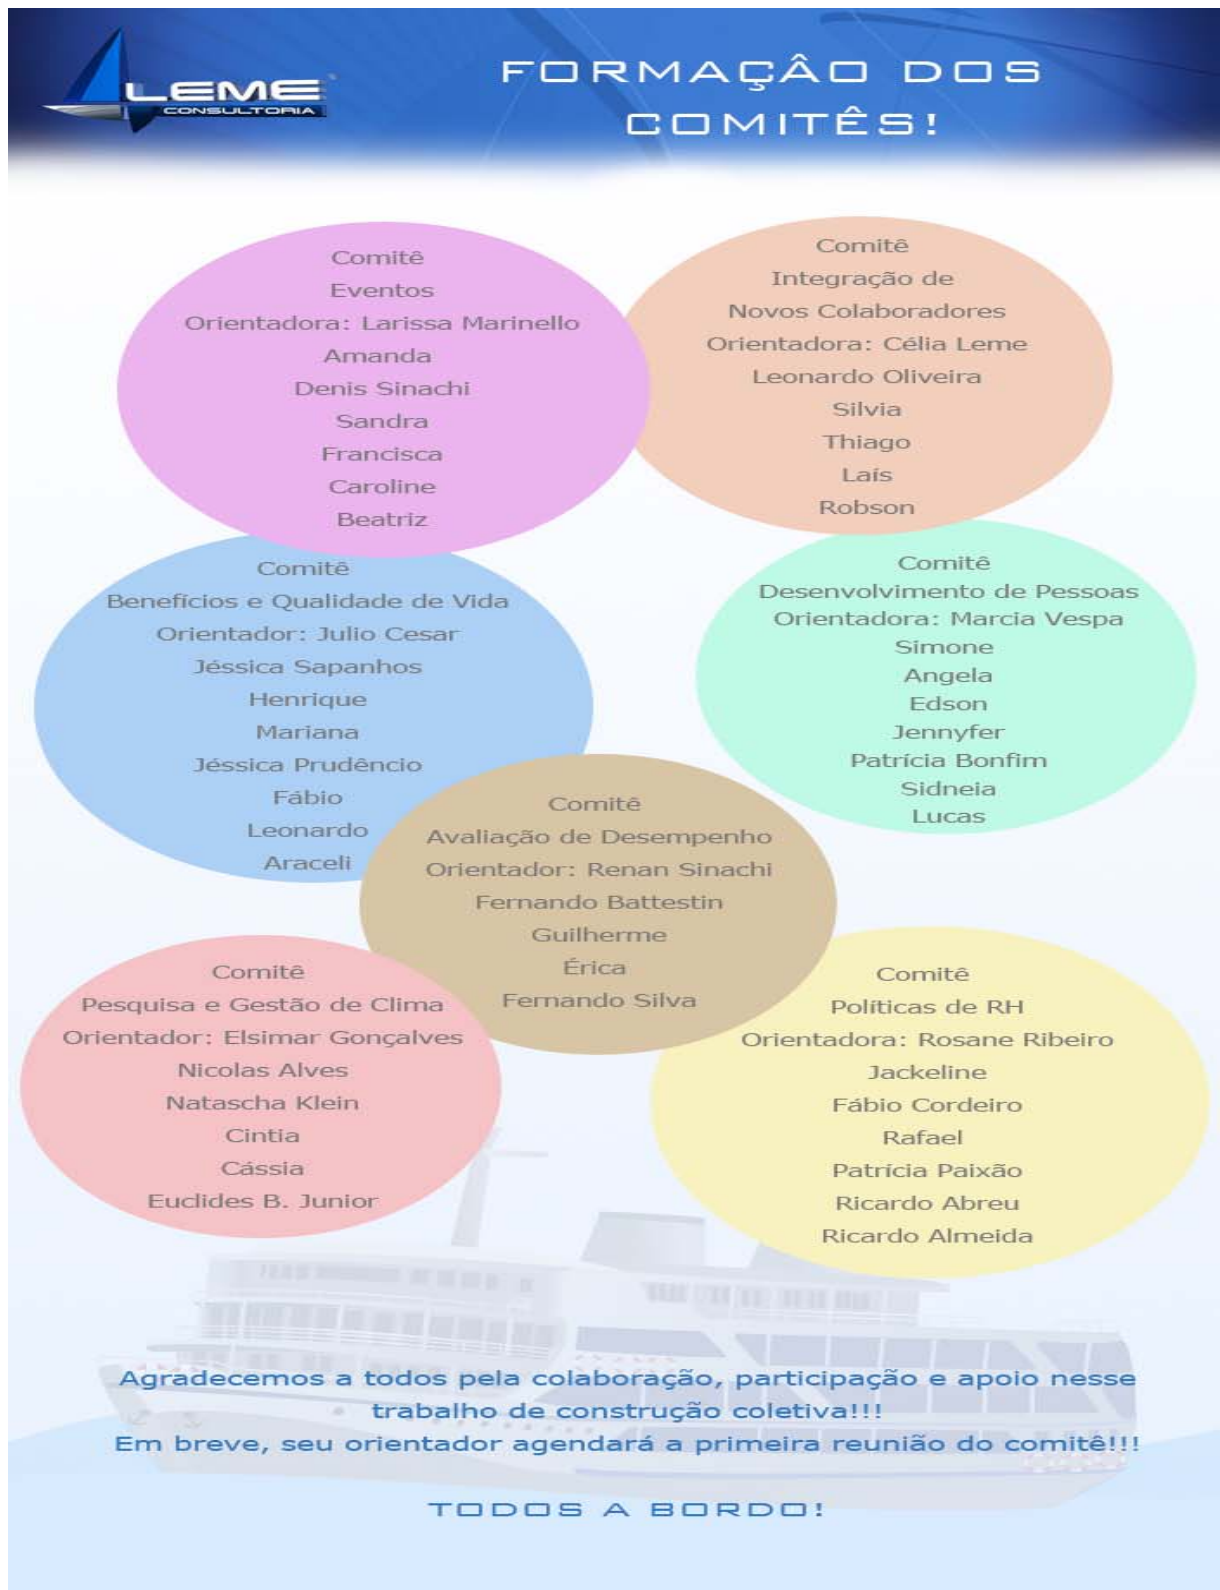 LEME
CONSULTORIA
FORMAÇÂO DOS
COMITÊS!
Comitê
Eventos
Orientadora: Larissa Marinello
Amanda
Denis Sinachi
Sandra
Francisca
Caroline
Beatriz
Comitê
Integração de
Novos Colaboradores
Orientadora: Célia Leme
Leonardo Oliveira
Silvia
Thiago
Laís
Robson
Comitê
Benefícios e Qualidade de Vida
Orientador: Julio Cesar
Jéssica Sapanhos
Henrique
Mariana
Jéssica Prudêncio
Fábio
Leonardo
Araceli
Comitê
Desenvolvimento de Pessoas
Orientadora: Marcia Vespa
Simone
Angela
Edson
Jennyfer
Patrícia Bonfim
Sidneia
Lucas
Comitê
Avaliação de Desempenho
Orientador: Renan Sinachi
Fernando Battestin
Guilherme
Érica
Fernando Silva
Comitê
Pesquisa e Gestão de Clima
Orientador: Elsimar Gonçalves
Nicolas Alves
Natascha Klein
Cintia
Cássia
Euclides B. Junior
Comitê
Políticas de RH
Orientadora: Rosane Ribeiro
Jackeline
Fábio Cordeiro
Rafael
Patrícia Paixão
Ricardo Abreu
Ricardo Almeida
Agradecemos a todos pela colaboração, participação e apoio nesse
trabalho de construção coletiva!!!
Em breve, seu orientador agendará a primeira reunião do comitê!!!
TODOS A BORDO!